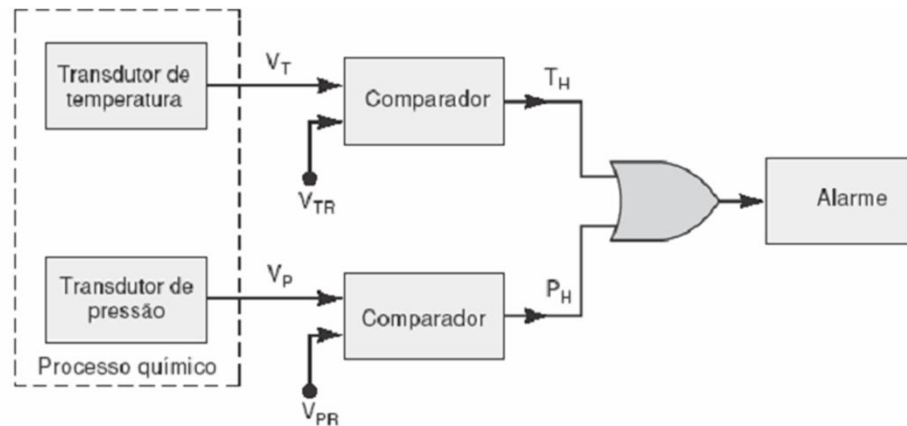 Transdutor de
temperatura
V_T
Comparador
T_H
V_TR
Alarme
Transdutor de
pressão
V_P
Comparador
P_H
V_PR
Processo químico